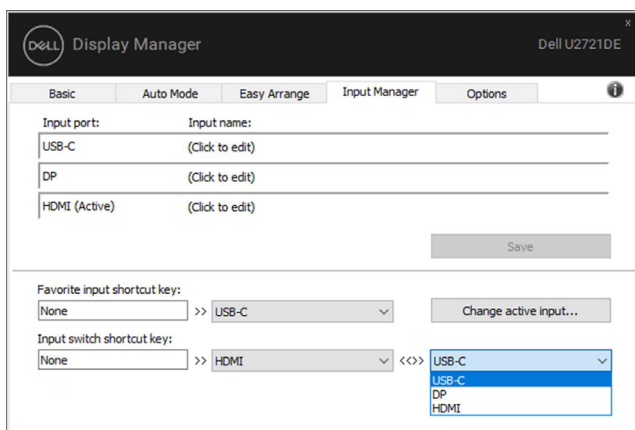 x
DELL Display Manager Dell U2721DE
Basic Auto Mode Easy Arrange Input Manager Options i
Input port: Input name:
USB-C (Click to edit)
DP (Click to edit)
HDMI (Active) (Click to edit)
Save
Favorite input shortcut key:
None >> USB-C Change active input...
Input switch shortcut key:
None >> HDMI <<>> USB-C
USB-C
DP
HDMI